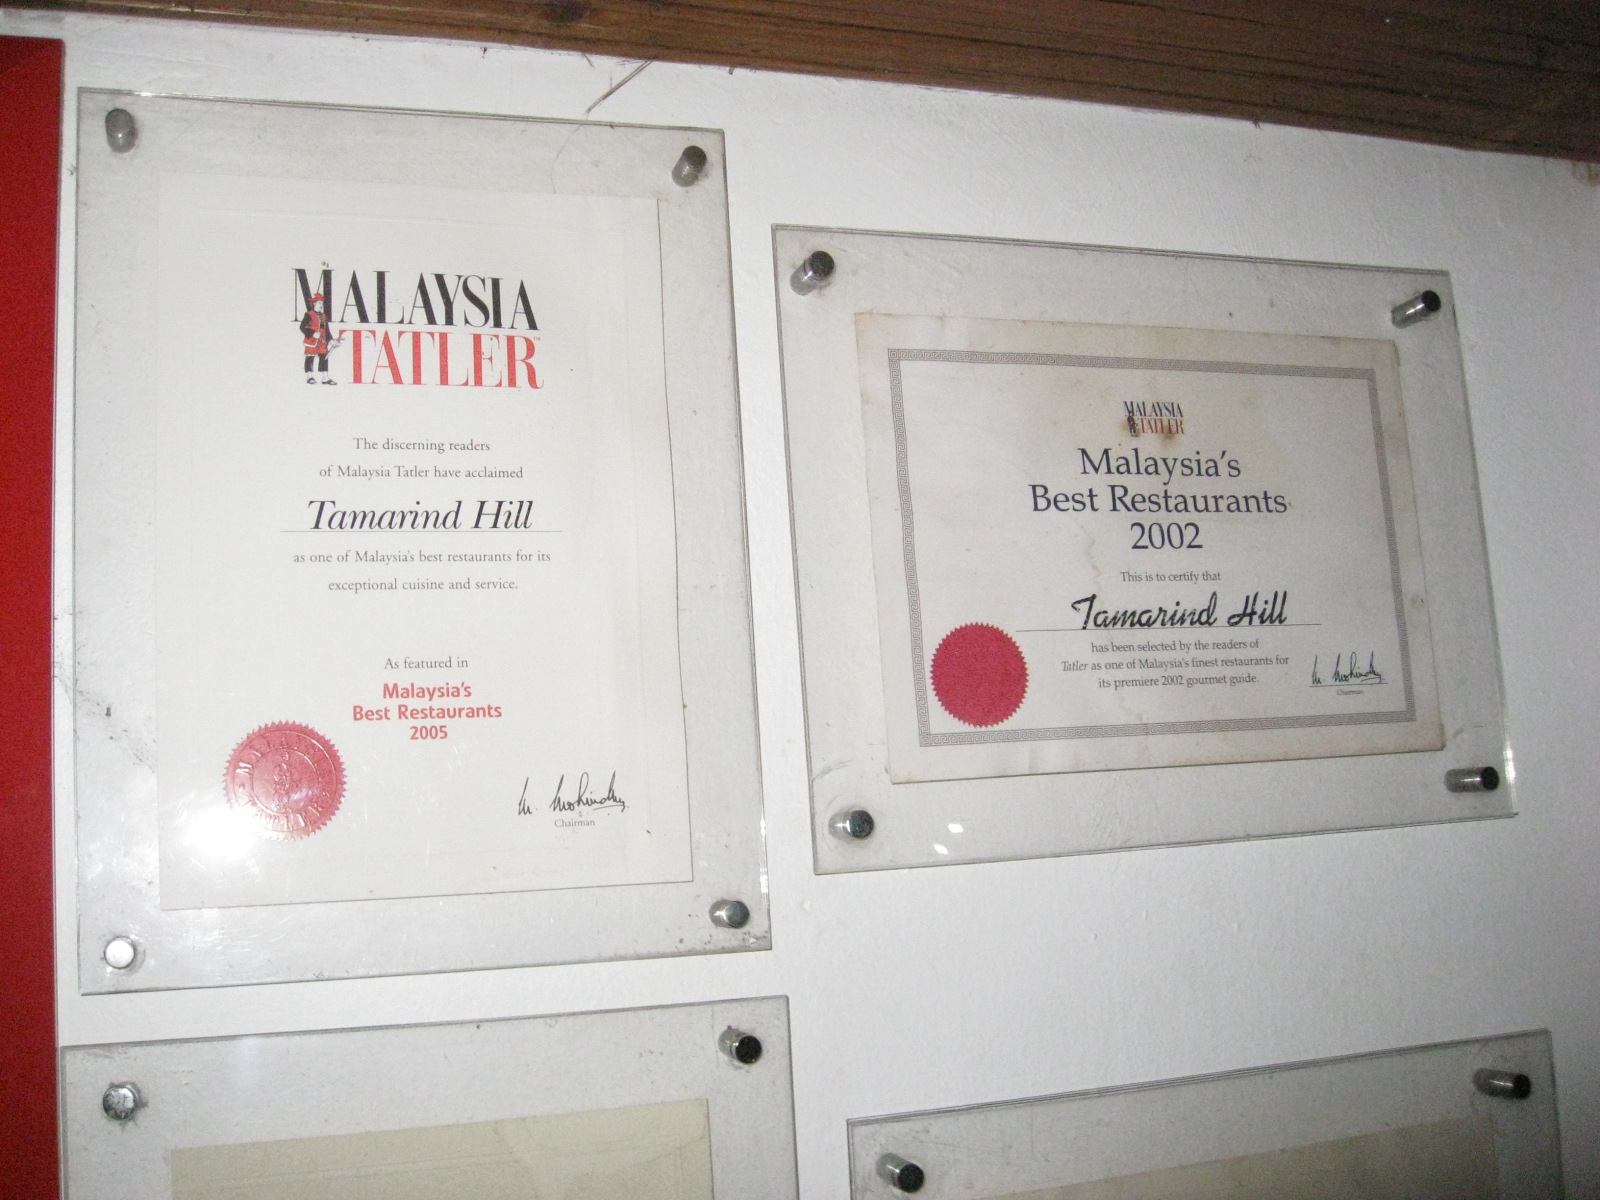 MALAYSIA
TATLER™
The discerning readers
of Malaysia Tatler have acclaimed
Tamarind Hill
as one of Malaysia's best restaurants for its
exceptional cuisine and service.
As featured in
Malaysia's
Best Restaurants
2005
Chairman
MALAYSIA
TATLER
Malaysia's
Best Restaurants
2002
This is to certify that
Tamarind Hill
has been selected by the readers of
Tatler as one of Malaysia's finest restaurants for
its premiere 2002 gourmet guide.
Chairman